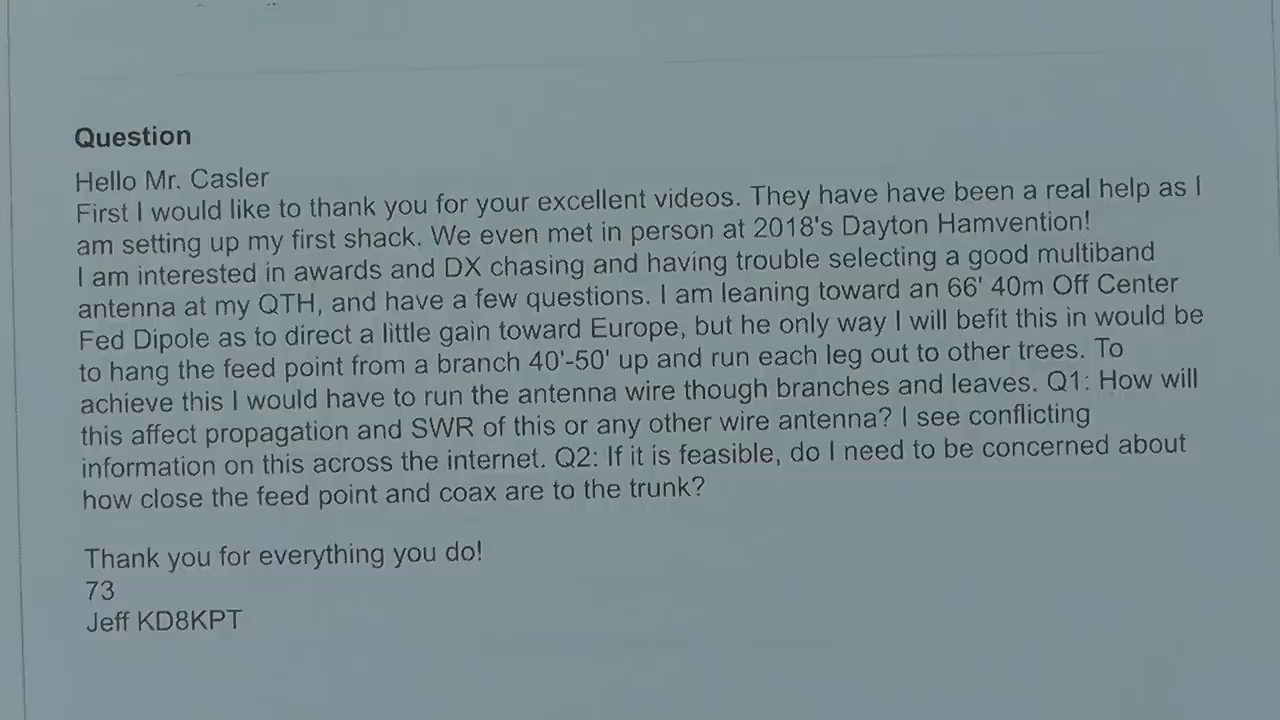 Question
Hello Mr. Casler
First I would like to thank you for your excellent videos. They have have been a real help as I
am setting up my first shack. We even met in person at 2018's Dayton Hamvention!
I am interested in awards and DX chasing and having trouble selecting a good multiband
antenna at my QTH, and have a few questions. I am leaning toward an 66' 40m Off Center
Fed Dipole as to direct a little gain toward Europe, but he only way I will befit this in would be
to hang the feed point from a branch 40'-50' up and run each leg out to other trees. To
achieve this I would have to run the antenna wire though branches and leaves. Q1: How will
this affect propagation and SWR of this or any other wire antenna? I see conflicting
information on this across the internet. Q2: If it is feasible, do I need to be concerned about
how close the feed point and coax are to the trunk?
Thank you for everything you do!
73
Jeff KD8KPT